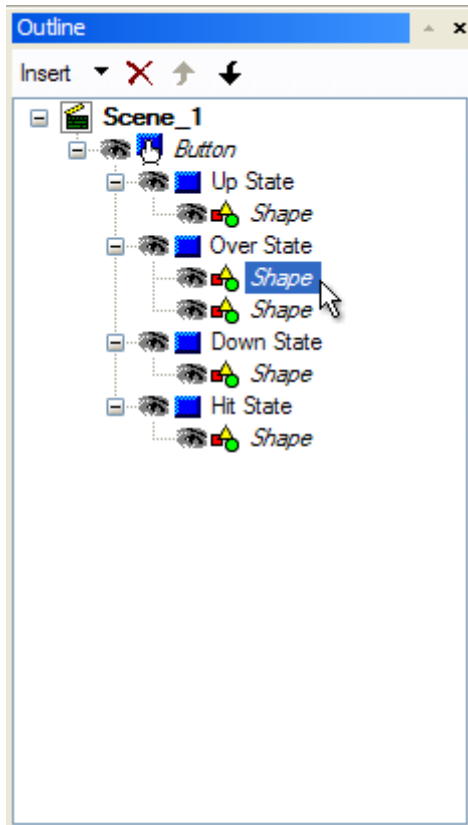 Outline
Insert
Scene_1
Button
Up State
Shape
Over State
Shape
Shape
Down State
Shape
Hit State
Shape